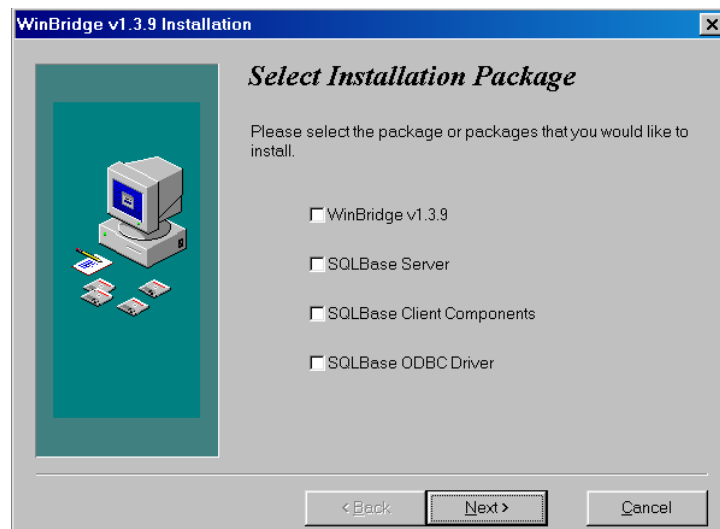 WinBridge v1.3.9 Installation
Select Installation Package
Please select the package or packages that you would like to
install.
WinBridge v1.3.9
SQLBase Server
SQLBase Client Components
SQLBase ODBC Driver
< Back
Next >
Cancel